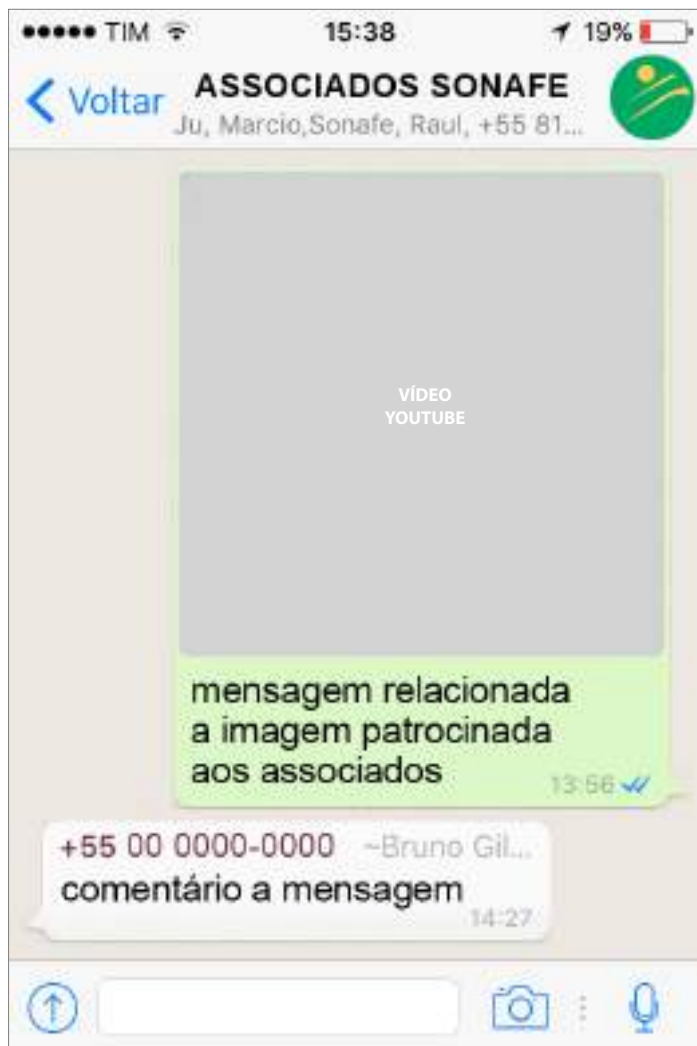 TIM 15:38 19%
Voltar ASSOCIADOS SONAFE
Ju, Marcio,Sonafe, Raul, +55 81...
VÍDEO
YOUTUBE
mensagem relacionada
a imagem patrocinada
aos associados
13:56
+55 00 0000-0000 ~Bruno Gil...
comentário a mensagem
14:27